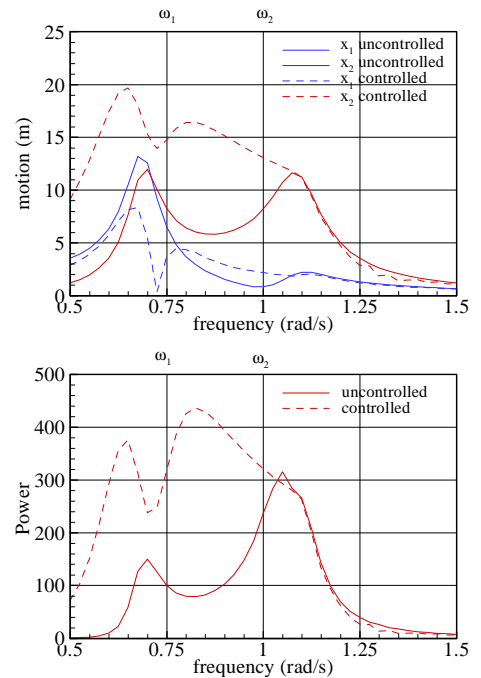 ω₁ ω₂
25
20
15
10
5
0
motion (m)
x₁ uncontrolled
x₂ uncontrolled
x₁ controlled
x₂ controlled
0.5 0.75 1 1.25 1.5
frequency (rad/s)
ω₁ ω₂
500
400
300
200
100
0
Power
uncontrolled
controlled
0.5 0.75 1 1.25 1.5
frequency (rad/s)